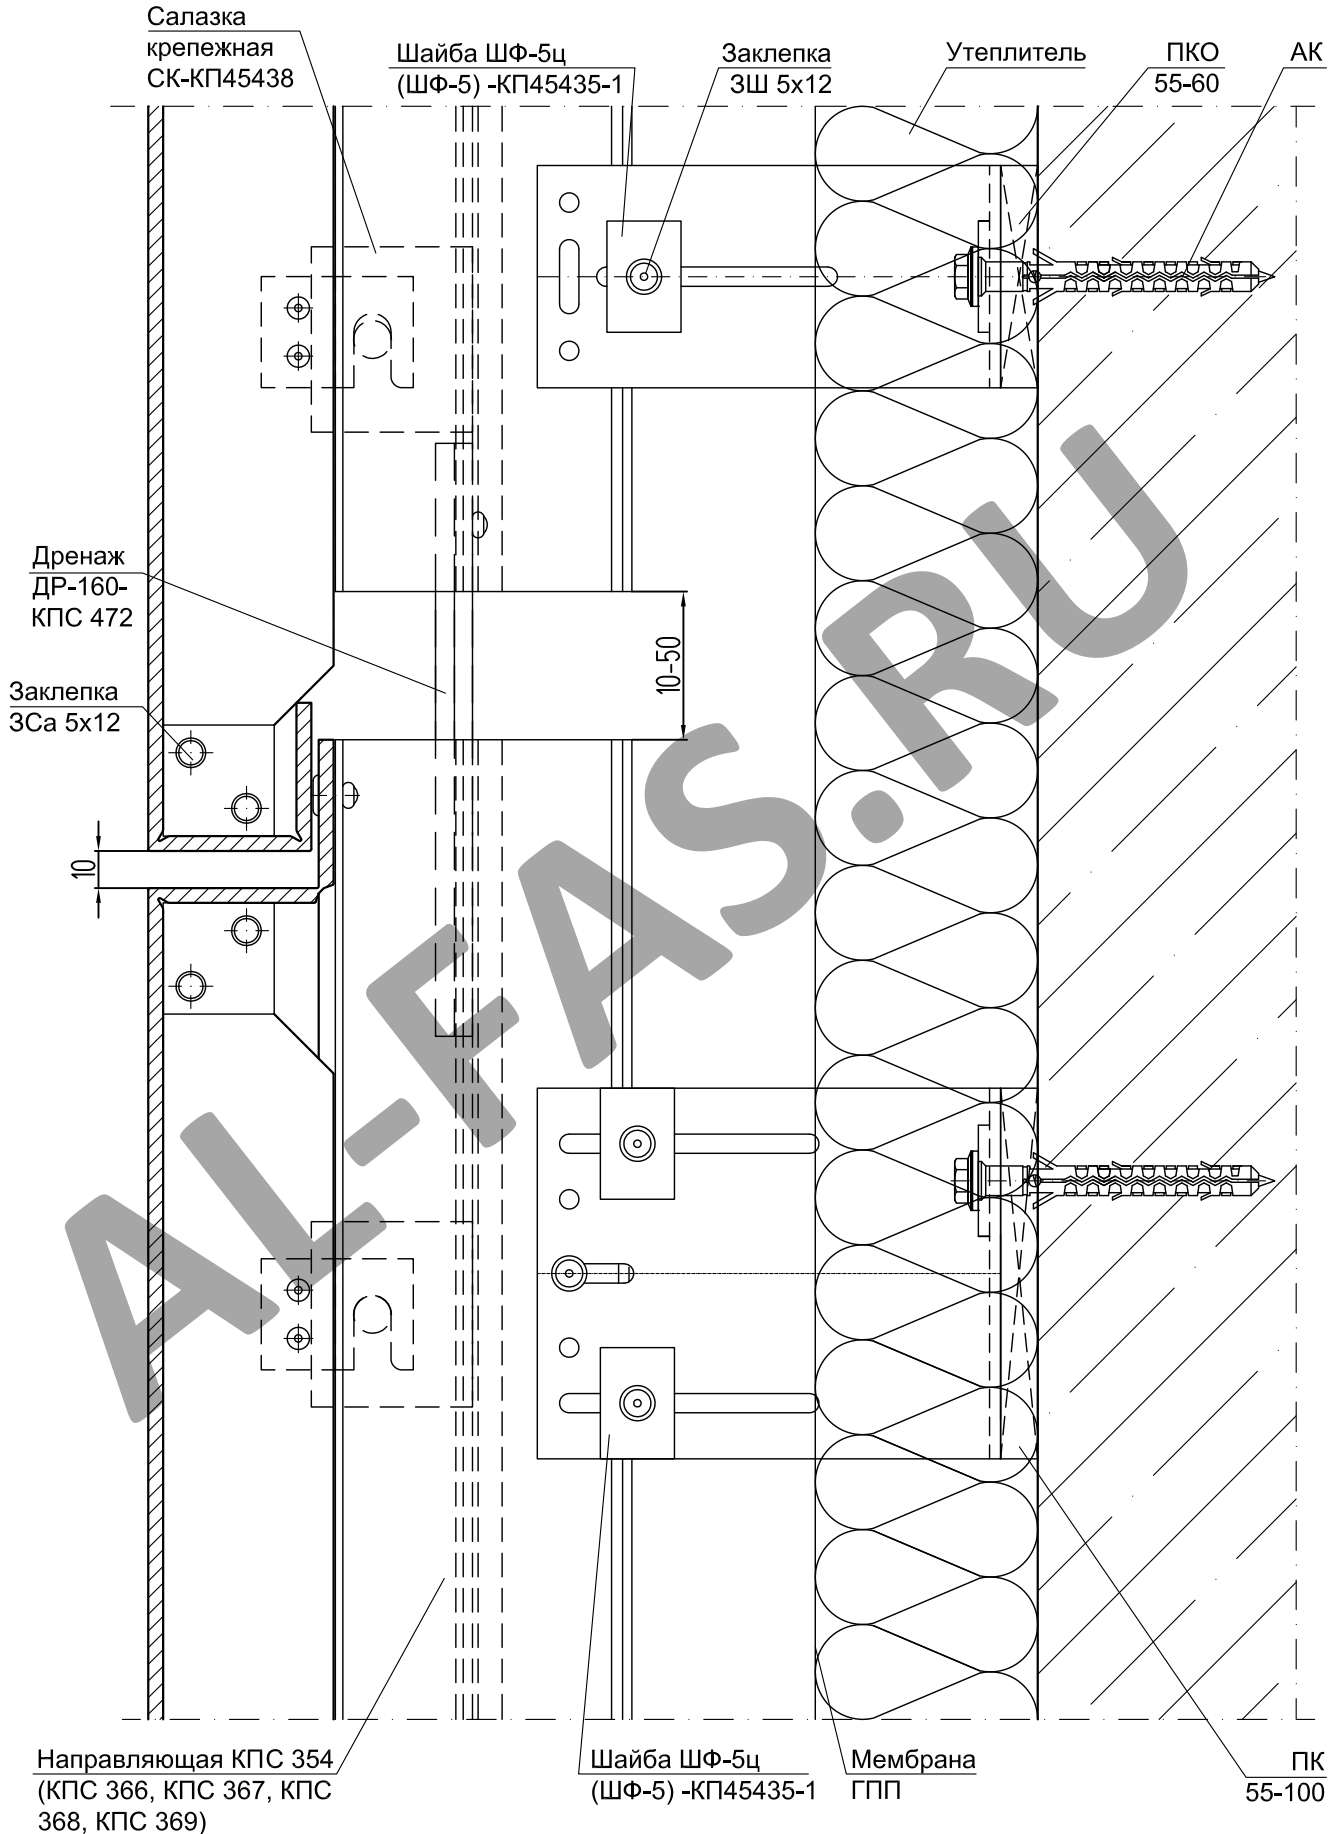 Салазка
крепежная
СК-КП45438
Шайба ШФ-5ц
(ШФ-5) -КП45435-1
Заклепка
ЗШ 5х12
Утеплитель
ПКО
55-60
АК
Дренаж
ДР-160-
КПС 472
Заклепка
ЗСа 5х12
10-50
10
AL-FAS.RU
Направляющая КПС 354
(КПС 366, КПС 367, КПС
368, КПС 369)
Шайба ШФ-5ц
(ШФ-5) -КП45435-1
Мембрана
ГПП
ПК
55-100